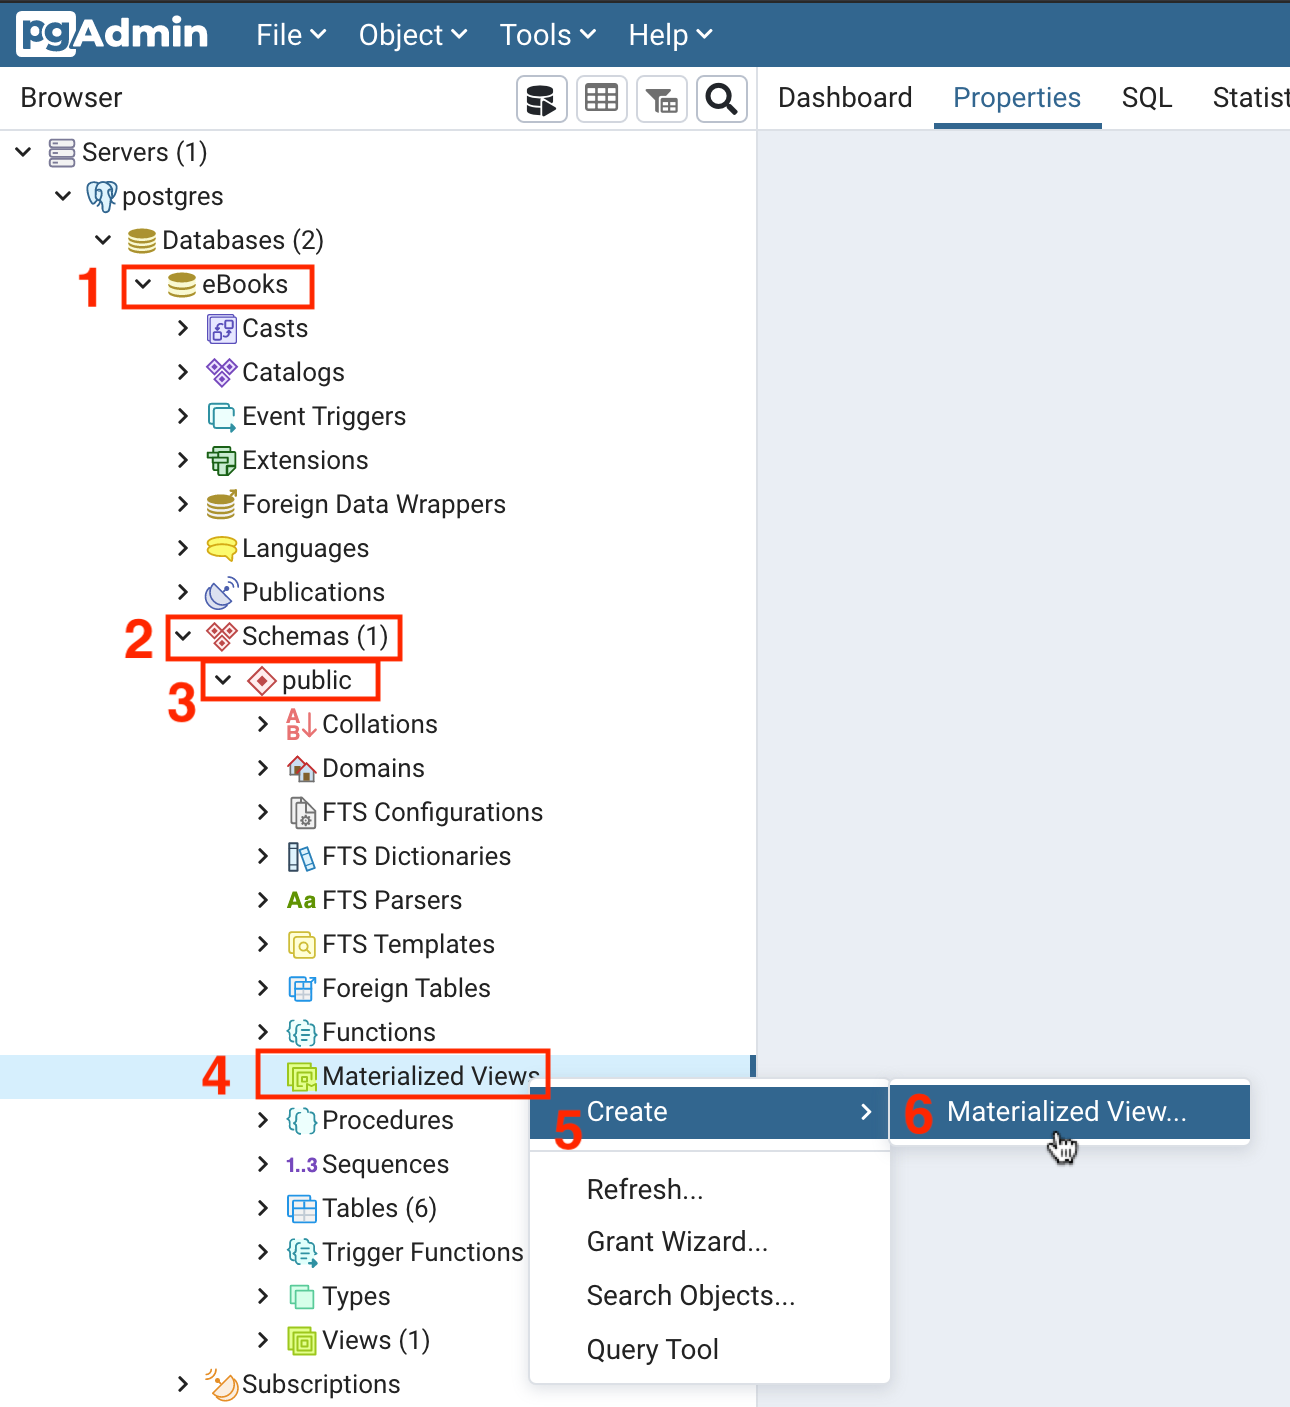 pgAdmin File Object Tools Help
Browser Dashboard Properties SQL Statist
Servers (1)
postgres
Databases (2)
1 eBooks
Casts
Catalogs
Event Triggers
Extensions
Foreign Data Wrappers
Languages
Publications
2 Schemas (1)
3 public
A B Collations
Domains
FTS Configurations
FTS Dictionaries
Aa FTS Parsers
FTS Templates
Foreign Tables
Functions
4 Materialized Views
5 Create 6 Materialized View...
Procedures
1..3 Sequences
Refresh...
Tables (6)
Grant Wizard...
Trigger Functions
Types
Search Objects...
Views (1)
Query Tool
Subscriptions